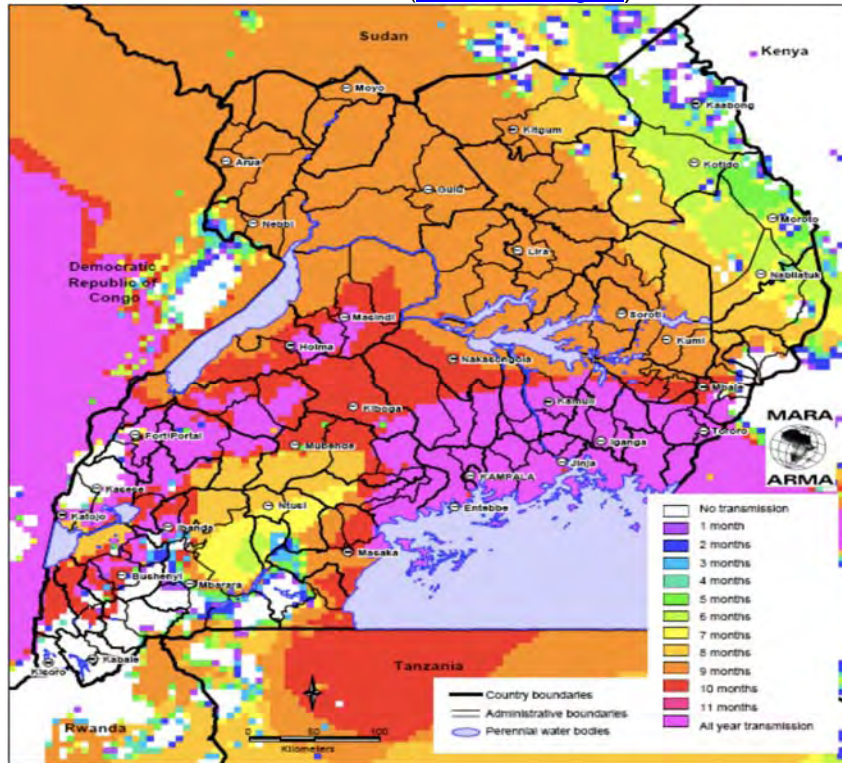 Sudan
Kenya
Moyo
Kaabong
Kitgum
Arua
Kotido
Gulu
Moroto
Nebbi
Lira
Democratic
Republic of
Congo
Nabilatuk
Masindi
Soroti
Hoima
Kumi
Nakasongola
Mbale
Kiboga
Kamuli
MARA
Fort Portal
Mubende
Iganga
Tororo
Jinja
KAMPALA
ARMA
Kasese
Ntusi
Entebbe
Katojo
Ibanda
Masaka
Bushenyi
Mbarara
Kabale
Kisoro
Tanzania
Rwanda
0 50 100
Kilometers
No transmission
1 month
2 months
3 months
4 months
5 months
6 months
7 months
8 months
9 months
10 months
11 months
All year transmission
Country boundaries
Administrative boundaries
Perennial water bodies